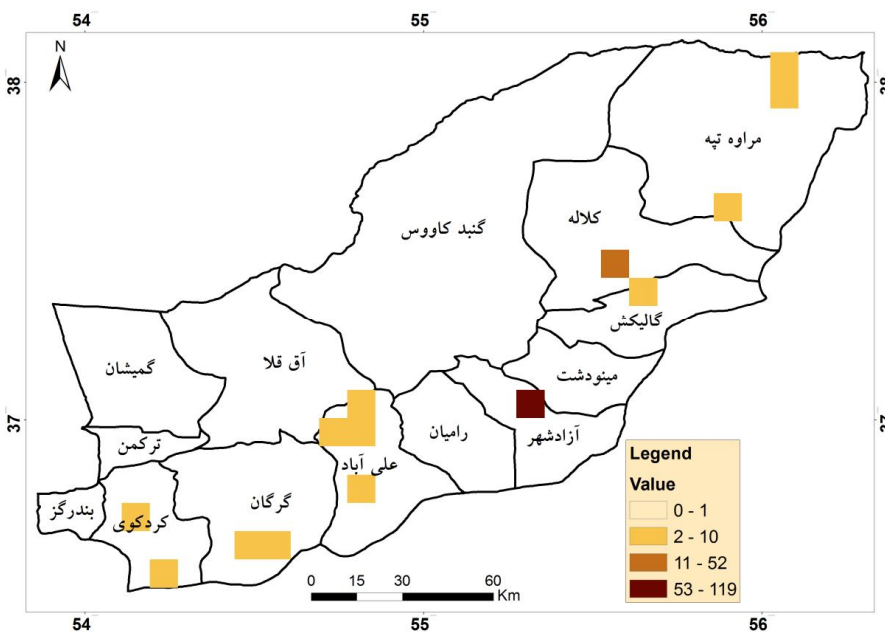 54 55 56
N
38 38
مراوه تپه
کلاله
گنبد کاووس
گالیکش
گمیشان
آق قلا
مینودشت
37 37
ترکمن
رامیان
آزادشهر
علی آباد
بندرگز
کردکوی
گرگان
Legend
Value
0 - 1
2 - 10
11 - 52
53 - 119
0 15 30 60
Km
54 55 56